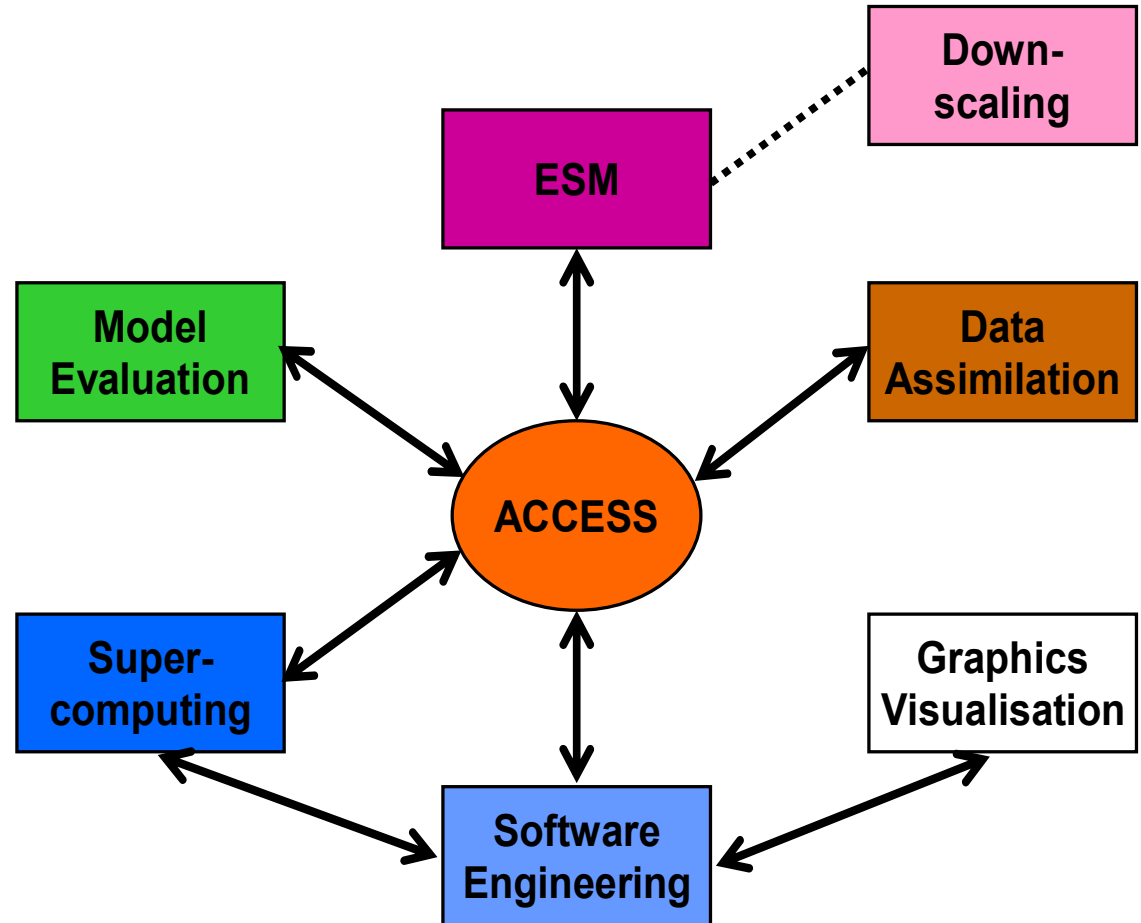 Down-
scaling
ESM
Model
Evaluation
Data
Assimilation
ACCESS
Super-
computing
Graphics
Visualisation
Software
Engineering